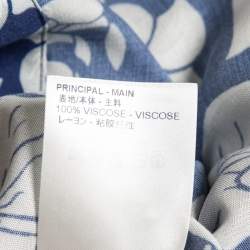 PRINCIPAL - MAIN
表地/本体 - 主料
100% VISCOSE - VISCOSE
レーヨン - 粘胶纤维